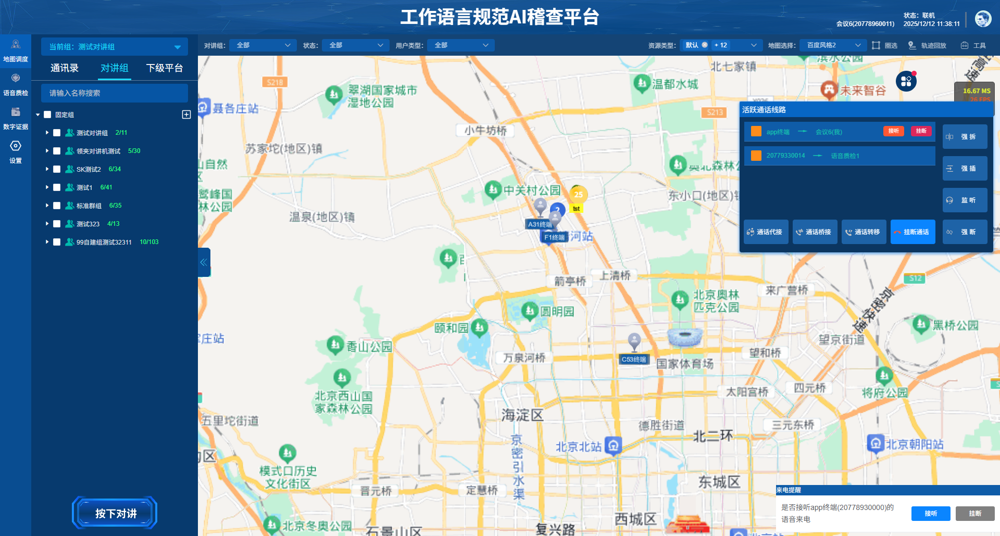 工作语言规范AI稽查平台
状态：联机
会议6(20778960011)
2025/12/12 11:38:11
地图调度
语音质检
数字证据
设置
当前组：测试对讲组
通讯录
对讲组
下级平台
请输入名称搜索
固定组
测试对讲组 2/11
领夹对讲机测试 5/30
SK测试2 6/34
测试1 6/41
标准群组 6/35
测试323 4/13
99自建组测试32311 10/103
按下对讲
对讲组：
全部
状态：
全部
用户类型：
全部
资源类型：
默认
+ 12
地图选择：
百度风格2
圈选
轨迹回放
工具
16.67 MS
26 FPS
活跃通话线路
app终端
会议6(我)
接听
挂断
20779330014
语音质检1
强 拆
强 插
监 听
通话代接
通话桥接
通话转移
挂断通话
强 断
滨水公园
北七家镇
S218
翠湖国家城市
湿地公园
温都水城
未来智谷
聂各庄站
S213
小牛坊桥
苏家坨(地区)镇
山自然
奥北森林公
中关村公园
25
tst
2
东小口(地区)镇
鹫峰国
林公园
温泉(地区)镇
A31终端
F1终端
清河站
上清桥
箭亭桥
S12
来广营桥
京密快速
北京奥林
匹克公园
圆明园
颐和园
黑桥公园
望京街道
庄站
香山公园
C53终端
国家体育场
望和桥
万泉河桥
将府公园
四元桥
太阳宫桥
北京西山国
家森林公园
海淀区
五里坨街道
德胜街道
北二环
三元东桥
京密引水渠
北京北站
北京朝阳站
模式口历史
文化街区
晋元桥
定慧桥
东城区
西城区
北京冬奥公园
石景山区
复兴路
来电提醒
是否接听app终端(20778930000)的
语音来电
接听
挂断